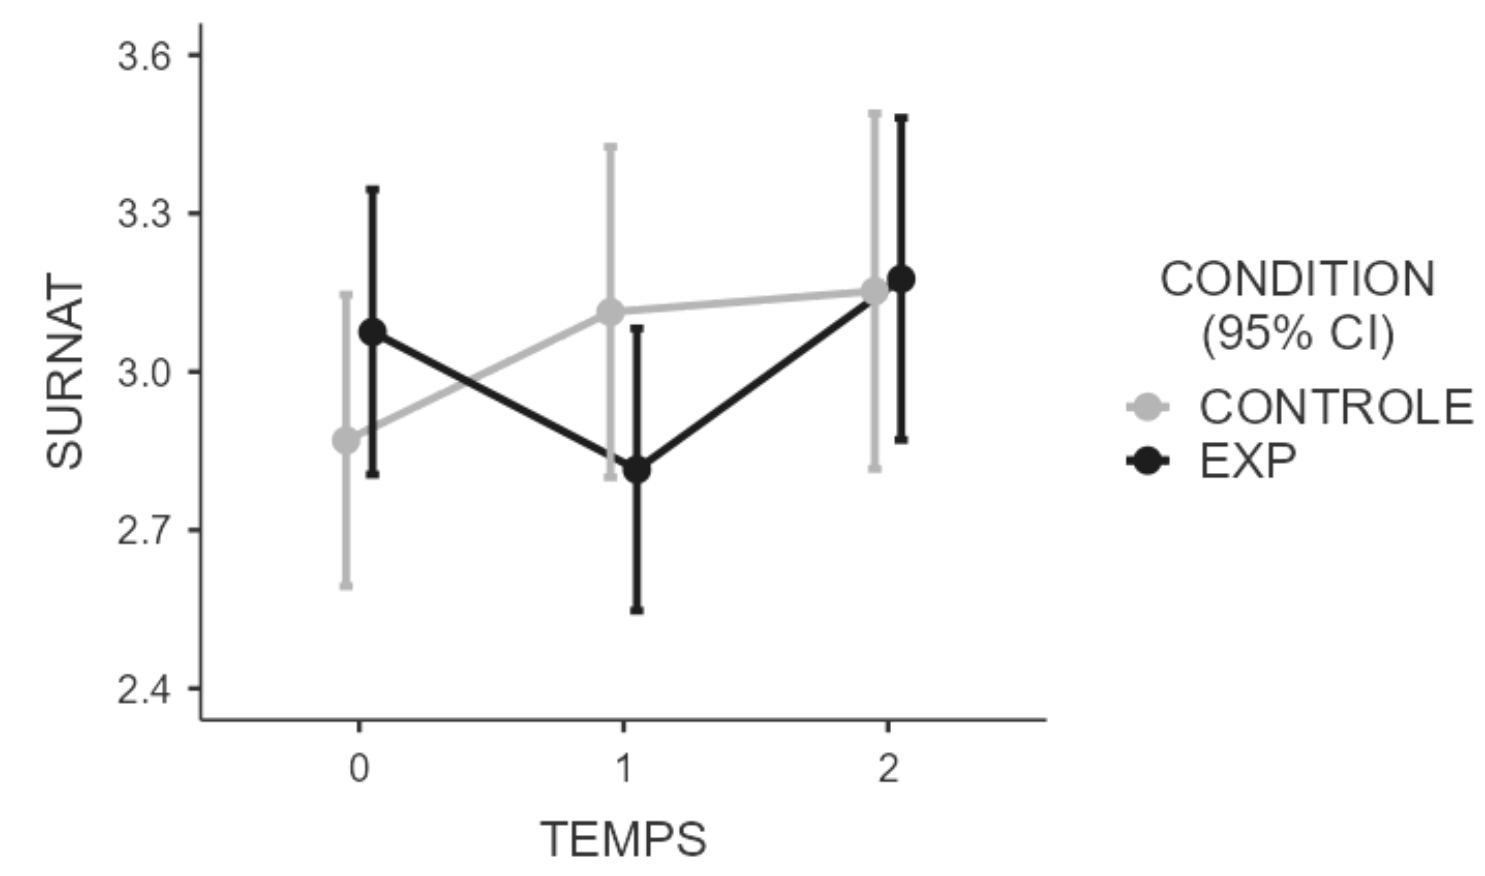 3.6
3.3
3.0
2.7
2.4
SURNAT
0 1 2
TEMPS
CONDITION
(95% CI)
CONTROLE
EXP